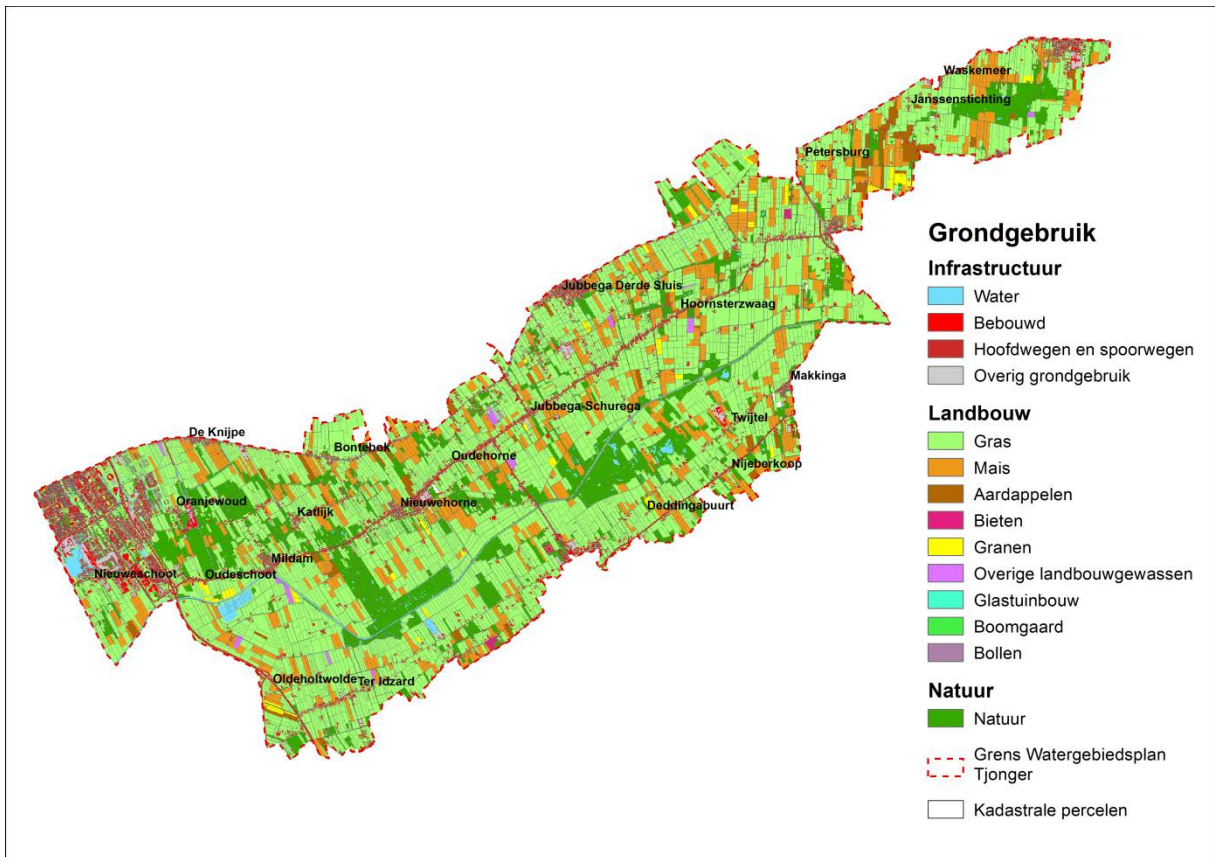 Waskemeer
Janssenstichting
Petersburg
Jubbega Derde Sluis
Hoornsterzwaag
Makkinga
Jubbega-Schurega
Twijtel
De Knijpe
Bontebok
Oudehorne
Nijeberkoop
Oranjewoud
Katlijk
Nieuwehorne
Deddingabuurt
Mildam
Nieuweschoot
Oudeschoot
Oldeholtwolde
Ter Idzard
Grondgebruik
Infrastructuur
Water
Bebouwd
Hoofdwegen en spoorwegen
Overig grondgebruik
Landbouw
Gras
Mais
Aardappelen
Bieten
Granen
Overige landbouwgewassen
Glastuinbouw
Boomgaard
Bollen
Natuur
Natuur
Grens Watergebiedsplan
Tjonger
Kadastrale percelen